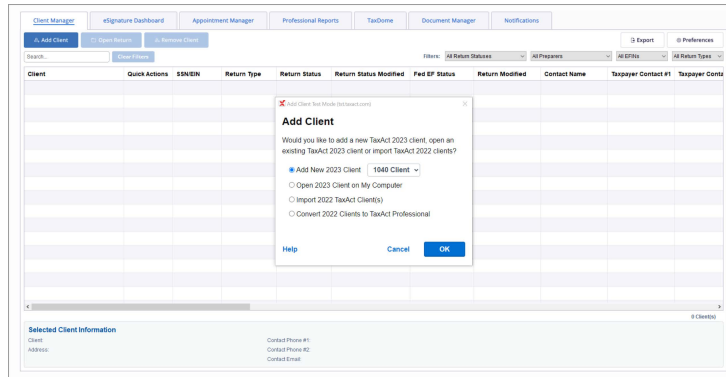 Client Manager eSignature Dashboard Appointment Manager Professional Reports TaxDome Document Manager Notifications
Add Client Open Return Remove Client Export Preferences
Search... Clear Filters Filters: All Return Statuses All Preparers All EFINs All Return Types
Client Quick Actions SSN/EIN Return Type Return Status Return Status Modified Fed EF Status Return Modified Contact Name Taxpayer Contact #1 Taxpayer Conta
Add Client Test Mode (tst.taxact.com) X
Add Client
Would you like to add a new TaxAct 2023 client, open an
existing TaxAct 2023 client or import TaxAct 2022 clients?
Add New 2023 Client 1040 Client
Open 2023 Client on My Computer
Import 2022 TaxAct Client(s)
Convert 2022 Clients to TaxAct Professional
Help Cancel OK
0 Client(s)
Selected Client Information
Client: Contact Phone #1:
Address: Contact Phone #2:
Contact Email: